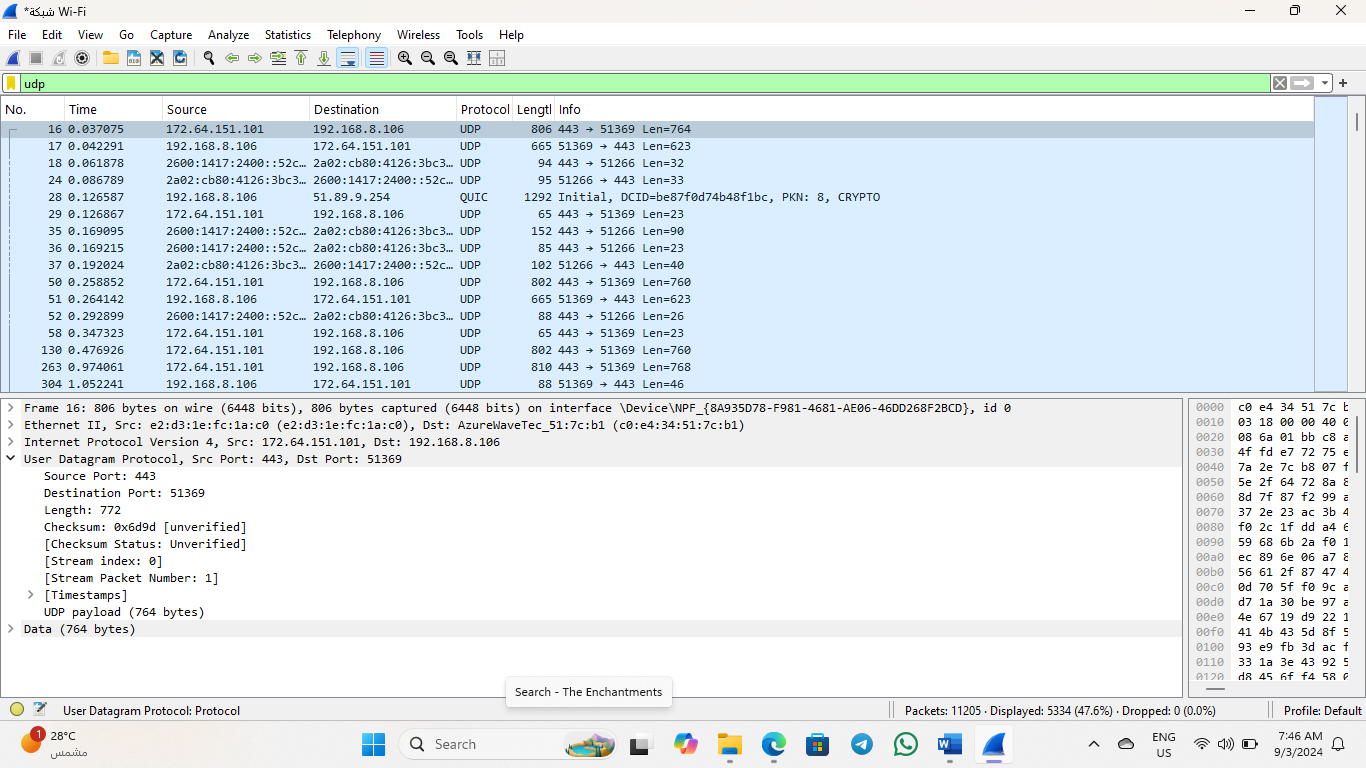 *شبكة Wi-Fi
File Edit View Go Capture Analyze Statistics Telephony Wireless Tools Help
udp
No. Time Source Destination Protocol Lengtl Info
16 0.037075 172.64.151.101 192.168.8.106 UDP 806 443 → 51369 Len=764
17 0.042291 192.168.8.106 172.64.151.101 UDP 665 51369 → 443 Len=623
18 0.061878 2600:1417:2400::52c… 2a02:cb80:4126:3bc3… UDP 94 443 → 51266 Len=32
24 0.086789 2a02:cb80:4126:3bc3… 2600:1417:2400::52c… UDP 95 51266 → 443 Len=33
28 0.126587 192.168.8.106 51.89.9.254 QUIC 1292 Initial, DCID=be87f0d74b48f1bc, PKN: 8, CRYPTO
29 0.126867 172.64.151.101 192.168.8.106 UDP 65 443 → 51369 Len=23
35 0.169095 2600:1417:2400::52c… 2a02:cb80:4126:3bc3… UDP 152 443 → 51266 Len=90
36 0.169215 2600:1417:2400::52c… 2a02:cb80:4126:3bc3… UDP 85 443 → 51266 Len=23
37 0.192024 2a02:cb80:4126:3bc3… 2600:1417:2400::52c… UDP 102 51266 → 443 Len=40
50 0.258852 172.64.151.101 192.168.8.106 UDP 802 443 → 51369 Len=760
51 0.264142 192.168.8.106 172.64.151.101 UDP 665 51369 → 443 Len=623
52 0.292899 2600:1417:2400::52c… 2a02:cb80:4126:3bc3… UDP 88 443 → 51266 Len=26
58 0.347323 172.64.151.101 192.168.8.106 UDP 65 443 → 51369 Len=23
130 0.476926 172.64.151.101 192.168.8.106 UDP 802 443 → 51369 Len=760
263 0.974061 172.64.151.101 192.168.8.106 UDP 810 443 → 51369 Len=768
304 1.052241 192.168.8.106 172.64.151.101 UDP 88 51369 → 443 Len=46
Frame 16: 806 bytes on wire (6448 bits), 806 bytes captured (6448 bits) on interface \Device\NPF_{8A935D78-F981-4681-AE06-46DD268F2BCD}, id 0
Ethernet II, Src: e2:d3:1e:fc:1a:c0 (e2:d3:1e:fc:1a:c0), Dst: AzureWaveTec_51:7c:b1 (c0:e4:34:51:7c:b1)
Internet Protocol Version 4, Src: 172.64.151.101, Dst: 192.168.8.106
User Datagram Protocol, Src Port: 443, Dst Port: 51369
Source Port: 443
Destination Port: 51369
Length: 772
Checksum: 0x6d9d [unverified]
[Checksum Status: Unverified]
[Stream index: 0]
[Stream Packet Number: 1]
[Timestamps]
UDP payload (764 bytes)
Data (764 bytes)
0000 c0 e4 34 51 7c b
0010 03 18 00 00 40 0
0020 08 6a 01 bb c8 a
0030 4f fd e7 72 75 e
0040 7a 2e 7c b8 07 f
0050 5e 2f 64 72 8a 8
0060 8d 7f 87 f2 99 a
0070 37 2e 23 ac 3b 4
0080 f0 2c 1f dd a4 6
0090 59 68 6b 2a f0 1
00a0 ec 89 6e 06 a7 8
00b0 56 61 2f 87 47 4
00c0 0d 70 5f f0 9c a
00d0 d7 1a 30 be 97 a
00e0 4e 67 19 d9 22 1
00f0 41 4b 43 5d 8f 5
0100 93 e9 fb 3d ac f
0110 33 1a 3e 43 92 5
0120 d8 45 6f f4 58 0
Search - The Enchantments
User Datagram Protocol: Protocol
Packets: 11205 · Displayed: 5334 (47.6%) · Dropped: 0 (0.0%)
Profile: Default
1
28°C
مشمس
Search
ENG
US
7:46 AM
9/3/2024